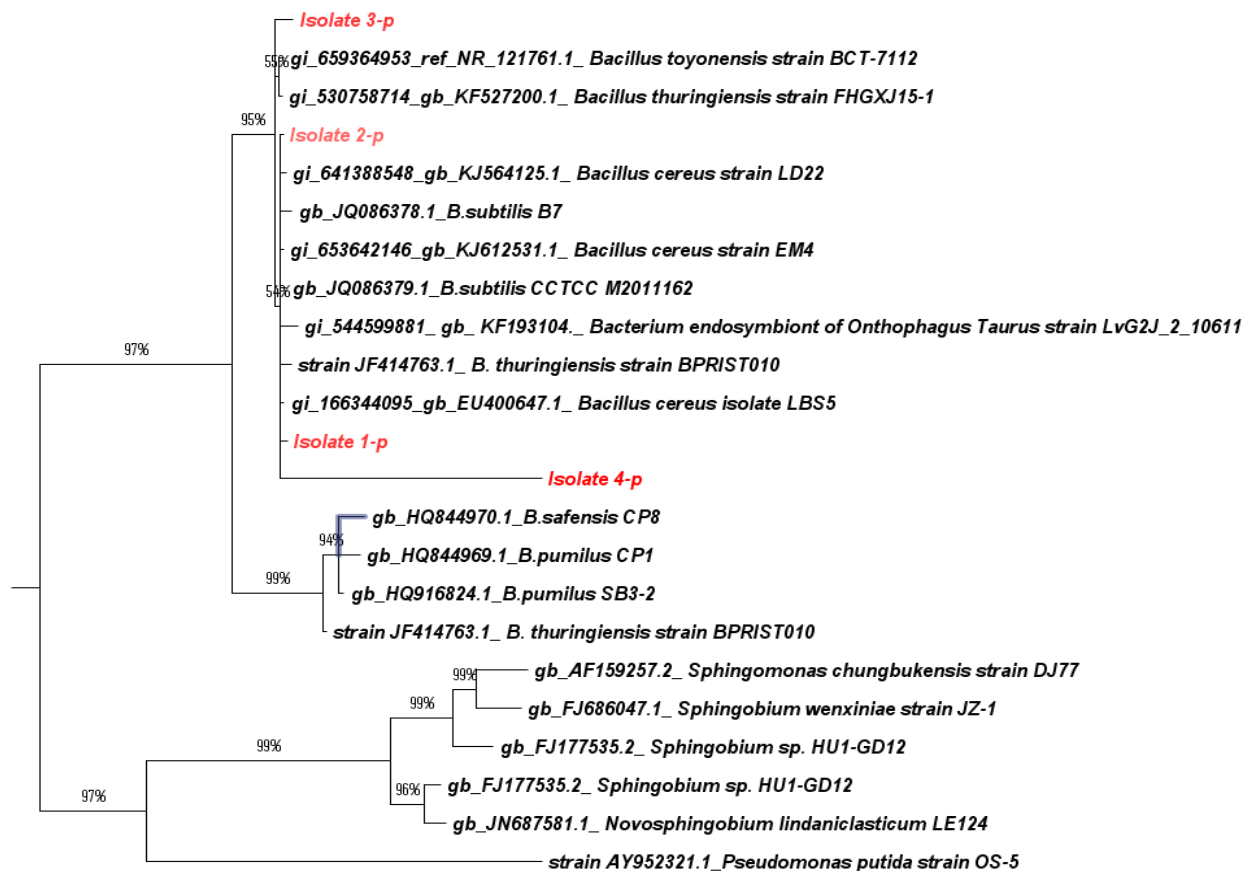 Isolate 3-p
55%
gi_659364953_ref_NR_121761.1_ Bacillus toyonensis strain BCT-7112
gi_530758714_gb_KF527200.1_ Bacillus thuringiensis strain FHGXJ15-1
95%
Isolate 2-p
gi_641388548_gb_KJ564125.1_ Bacillus cereus strain LD22
gb_JQ086378.1_B.subtilis B7
gi_653642146_gb_KJ612531.1_ Bacillus cereus strain EM4
54%
gb_JQ086379.1_B.subtilis CCTCC M2011162
gi_544599881_ gb_ KF193104._ Bacterium endosymbiont of Onthophagus Taurus strain LvG2J_2_10611
97%
strain JF414763.1_ B. thuringiensis strain BPRIST010
gi_166344095_gb_EU400647.1_ Bacillus cereus isolate LBS5
Isolate 1-p
Isolate 4-p
gb_HQ844970.1_B.safensis CP8
94%
gb_HQ844969.1_B.pumilus CP1
99%
gb_HQ916824.1_B.pumilus SB3-2
strain JF414763.1_ B. thuringiensis strain BPRIST010
99%
gb_AF159257.2_ Sphingomonas chungbukensis strain DJ77
99%
gb_FJ686047.1_ Sphingobium wenxiniae strain JZ-1
99%
gb_FJ177535.2_ Sphingobium sp. HU1-GD12
96%
gb_FJ177535.2_ Sphingobium sp. HU1-GD12
97%
gb_JN687581.1_ Novosphingobium lindaniclasticum LE124
strain AY952321.1_Pseudomonas putida strain OS-5